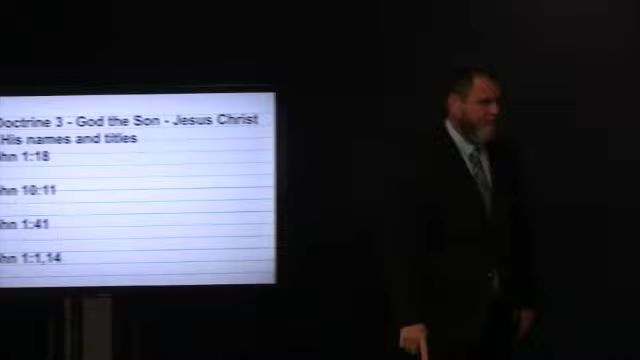 Doctrine 3 - God the Son - Jesus Christ
His names and titles
hn 1:18
hn 10:11
hn 1:41
hn 1:1,14